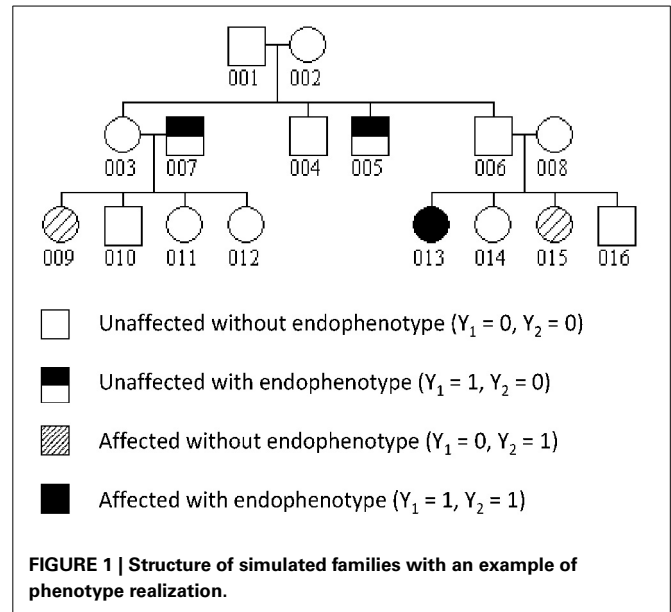 001 002
003 007 004 005 006 008
009 010 011 012 013 014 015 016
Unaffected without endophenotype (Y₁ = 0, Y₂ = 0)
Unaffected with endophenotype (Y₁ = 1, Y₂ = 0)
Affected without endophenotype (Y₁ = 0, Y₂ = 1)
Affected with endophenotype (Y₁ = 1, Y₂ = 1)
FIGURE 1 | Structure of simulated families with an example of
phenotype realization.